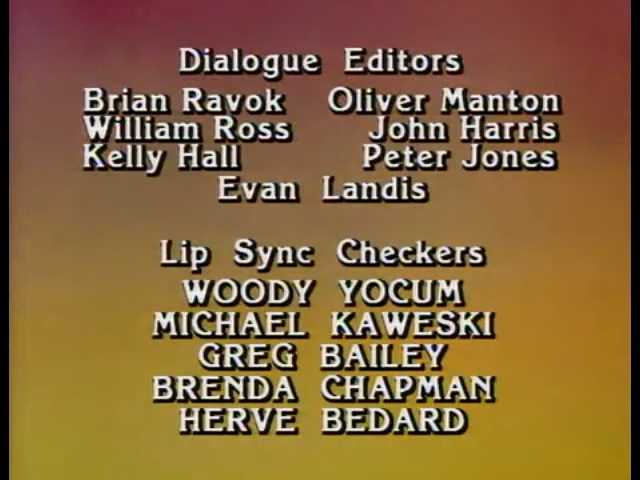 Dialogue Editors
Brian Ravok Oliver Manton
William Ross John Harris
Kelly Hall Peter Jones
Evan Landis
Lip Sync Checkers
WOODY YOCUM
MICHAEL KAWESKI
GREG BAILEY
BRENDA CHAPMAN
HERVE BEDARD